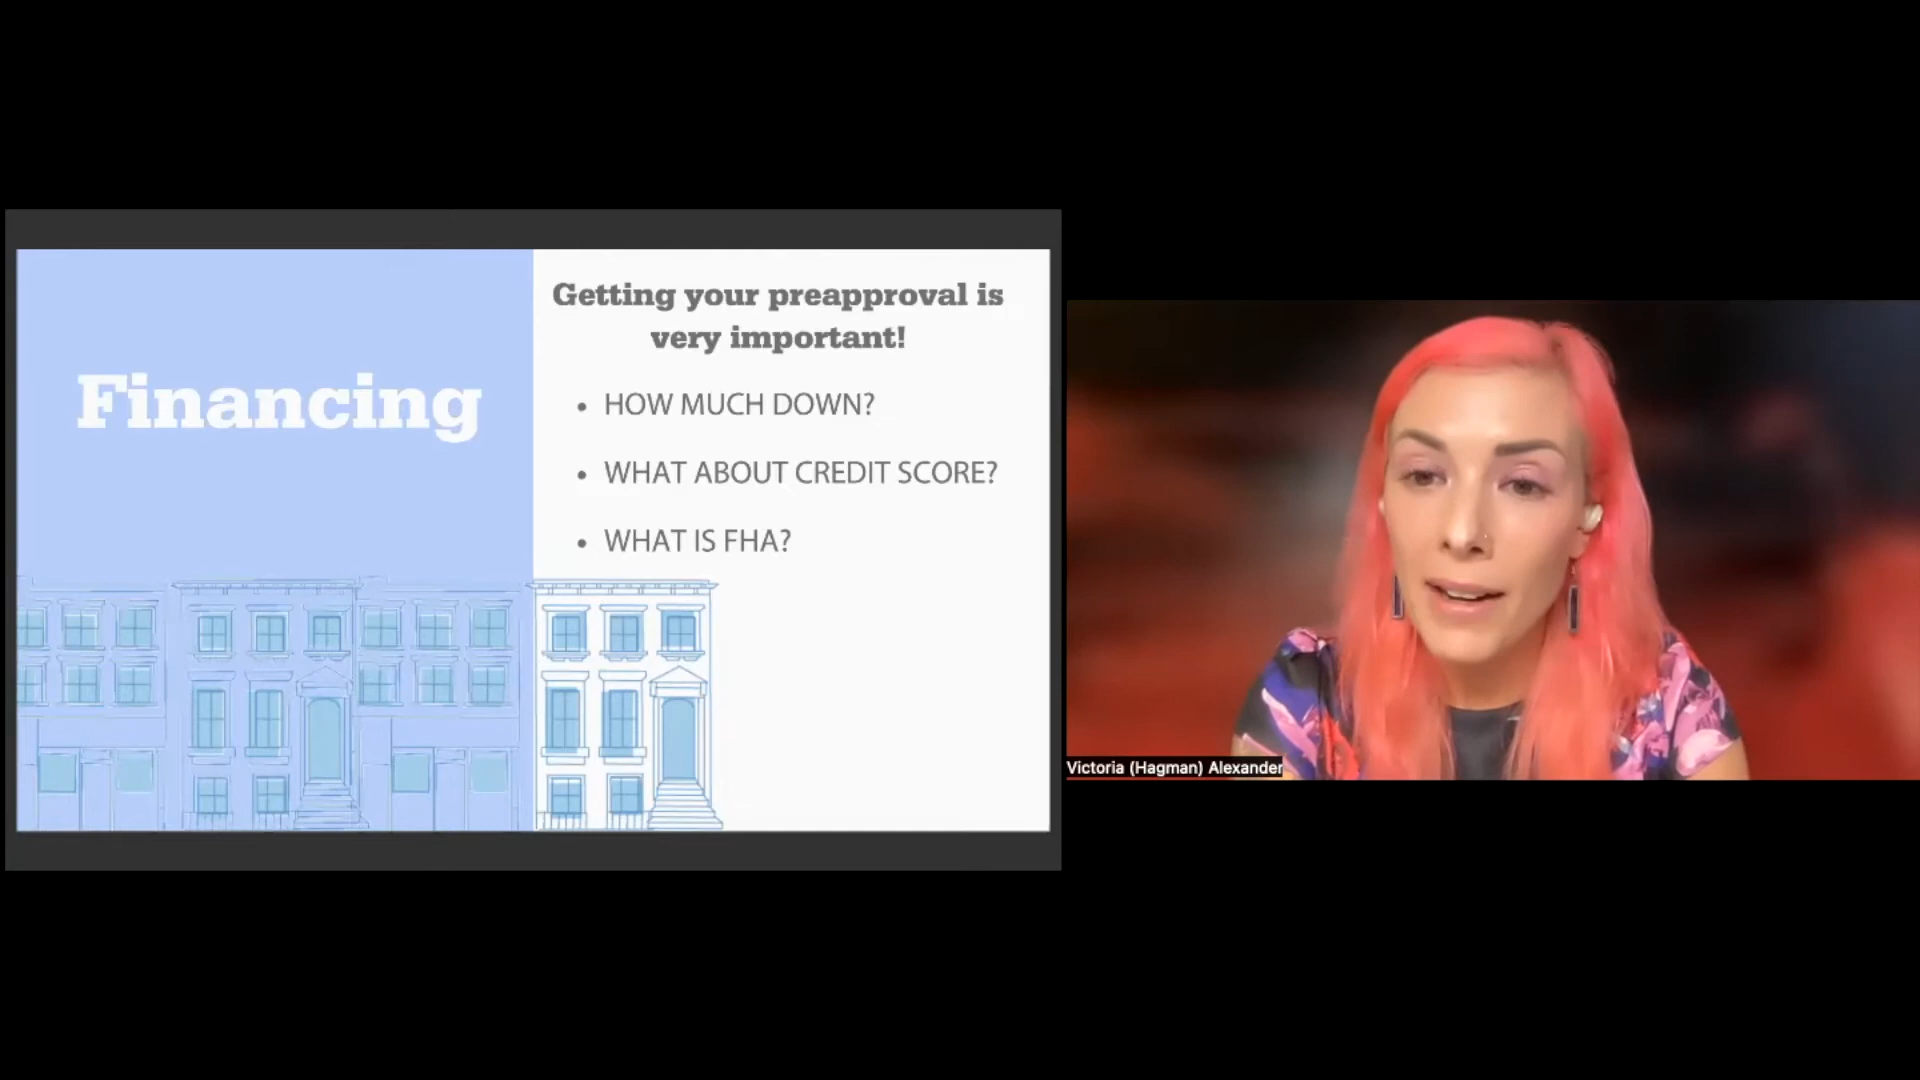 Financing
Getting your preapproval is
very important!
• HOW MUCH DOWN?
• WHAT ABOUT CREDIT SCORE?
• WHAT IS FHA?
Victoria (Hagman) Alexander